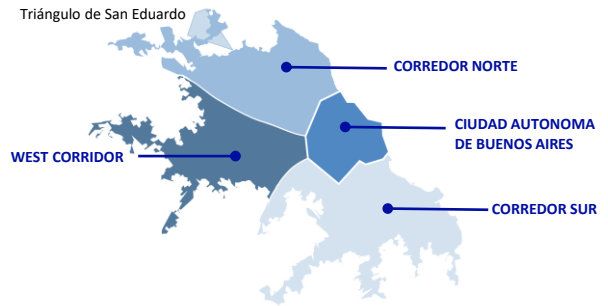 Triángulo de San Eduardo
CORREDOR NORTE
CIUDAD AUTONOMA
DE BUENOS AIRES
WEST CORRIDOR
CORREDOR SUR